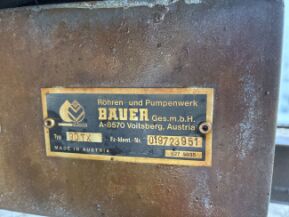 Röhren- und Pumpenwerk
BAUER Ges.m.b.H.
A-8570 Voitsberg, Austria
Typ Fz-Ident.-Nr. 019723951
MADE IN AUSTRIA